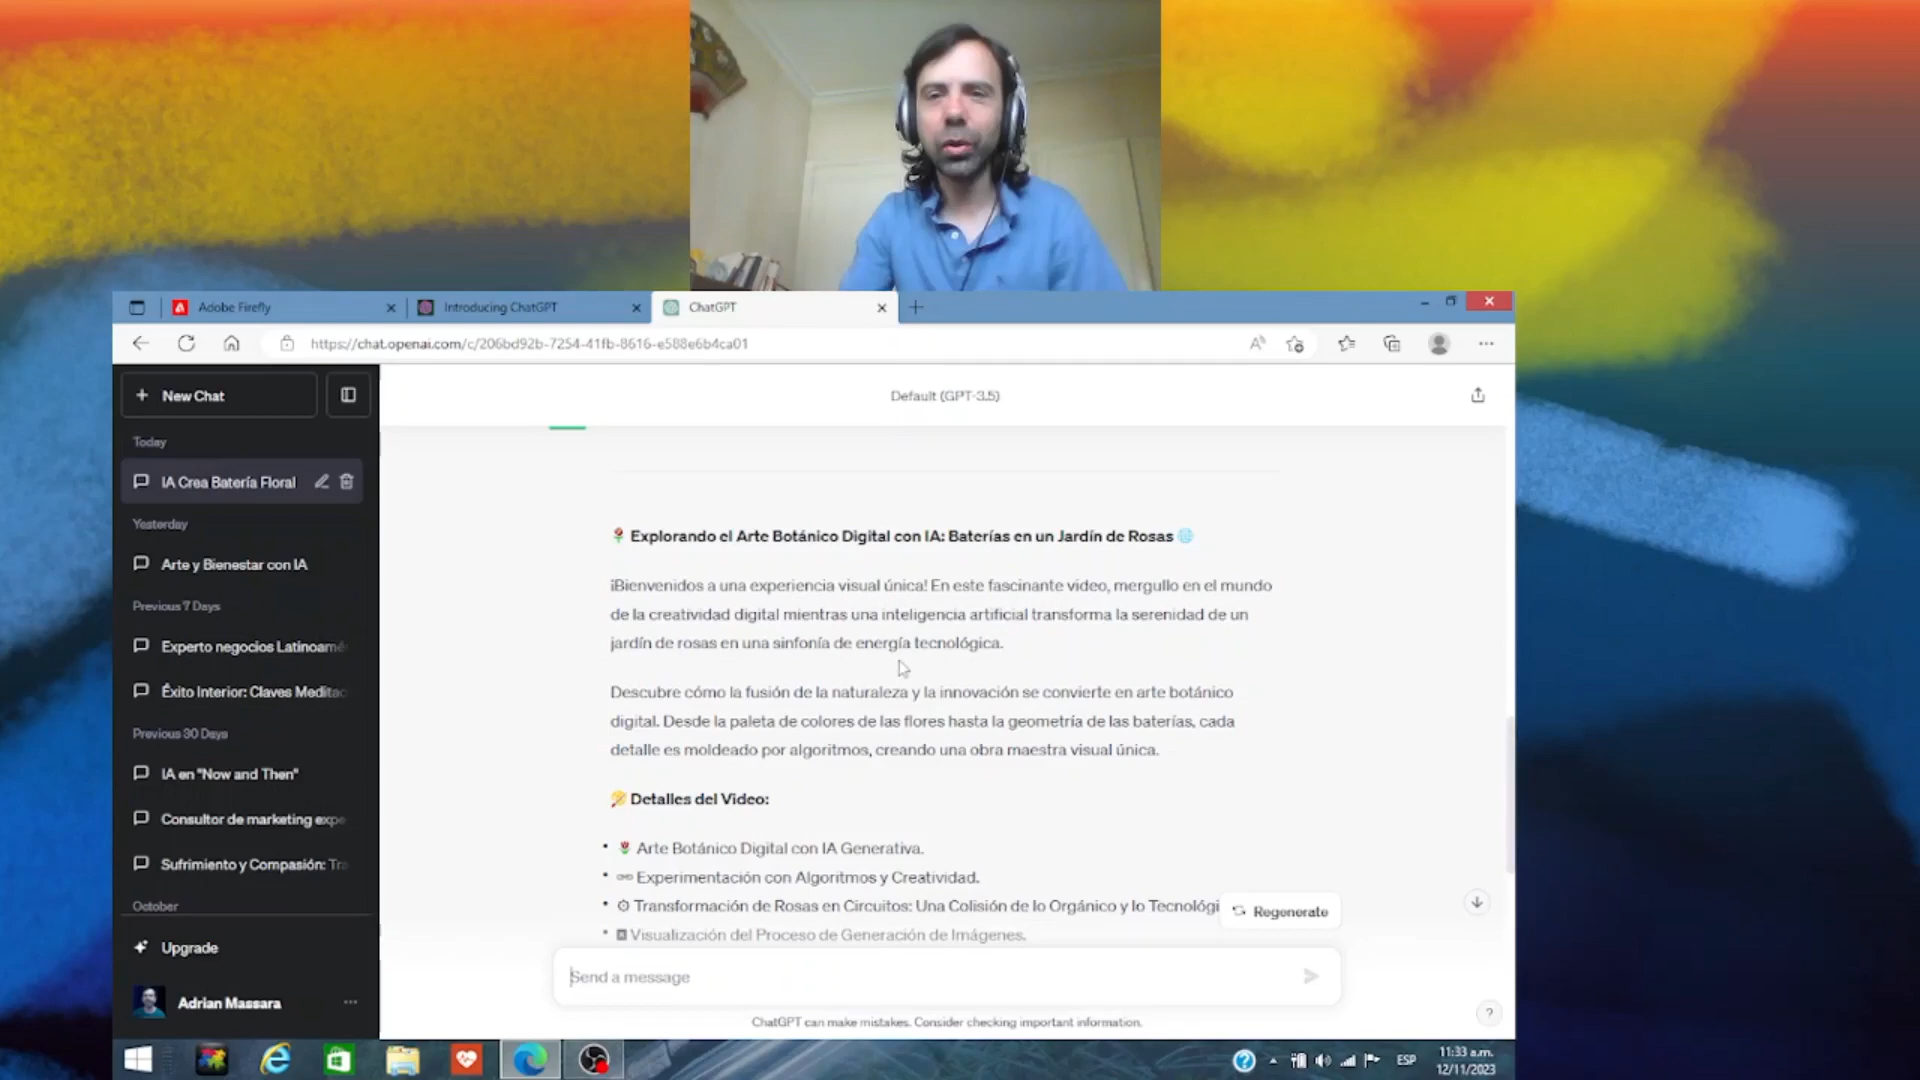 Adobe Firefly
Introducing ChatGPT
ChatGPT
https://chat.openai.com/c/206bd92b-7254-41fb-8616-e588e6b4ca01
New Chat
Default (GPT-3.5)
Today
IA Crea Batería Floral
Yesterday
Arte y Bienestar con IA
Previous 7 Days
Experto negocios Latinoamé
Éxito Interior: Claves Meditac
Previous 30 Days
IA en "Now and Then"
Consultor de marketing expe
Sufrimiento y Compasión: Tra
October
Upgrade
Adrian Massara
Explorando el Arte Botánico Digital con IA: Baterías en un Jardín de Rosas
¡Bienvenidos a una experiencia visual única! En este fascinante video, mergullo en el mundo
de la creatividad digital mientras una inteligencia artificial transforma la serenidad de un
jardín de rosas en una sinfonía de energía tecnológica.
Descubre cómo la fusión de la naturaleza y la innovación se convierte en arte botánico
digital. Desde la paleta de colores de las flores hasta la geometría de las baterías, cada
detalle es moldeado por algoritmos, creando una obra maestra visual única.
Detalles del Video:
• Arte Botánico Digital con IA Generativa.
• Experimentación con Algoritmos y Creatividad.
• Transformación de Rosas en Circuitos: Una Colisión de lo Orgánico y lo Tecnológi
Regenerate
• Visualización del Proceso de Generación de Imágenes.
Send a message
ChatGPT can make mistakes. Consider checking important information.
?
ESP
11:33 a.m.
12/11/2023